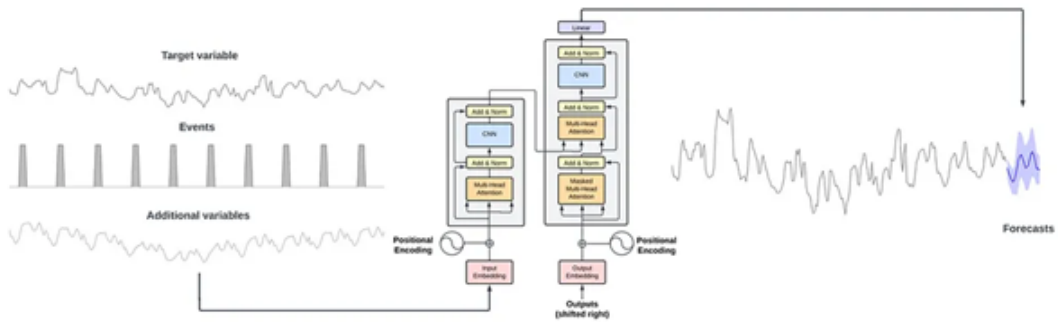 Target variable
Events
Additional variables
Add & Norm
CNN
Add & Norm
Multi-Head
Attention
Positional
Encoding
Input
Embedding
Linear
Add & Norm
CNN
Add & Norm
Multi-Head
Attention
Add & Norm
Masked
Multi-Head
Attention
Positional
Encoding
Output
Embedding
Outputs
(shifted right)
Forecasts